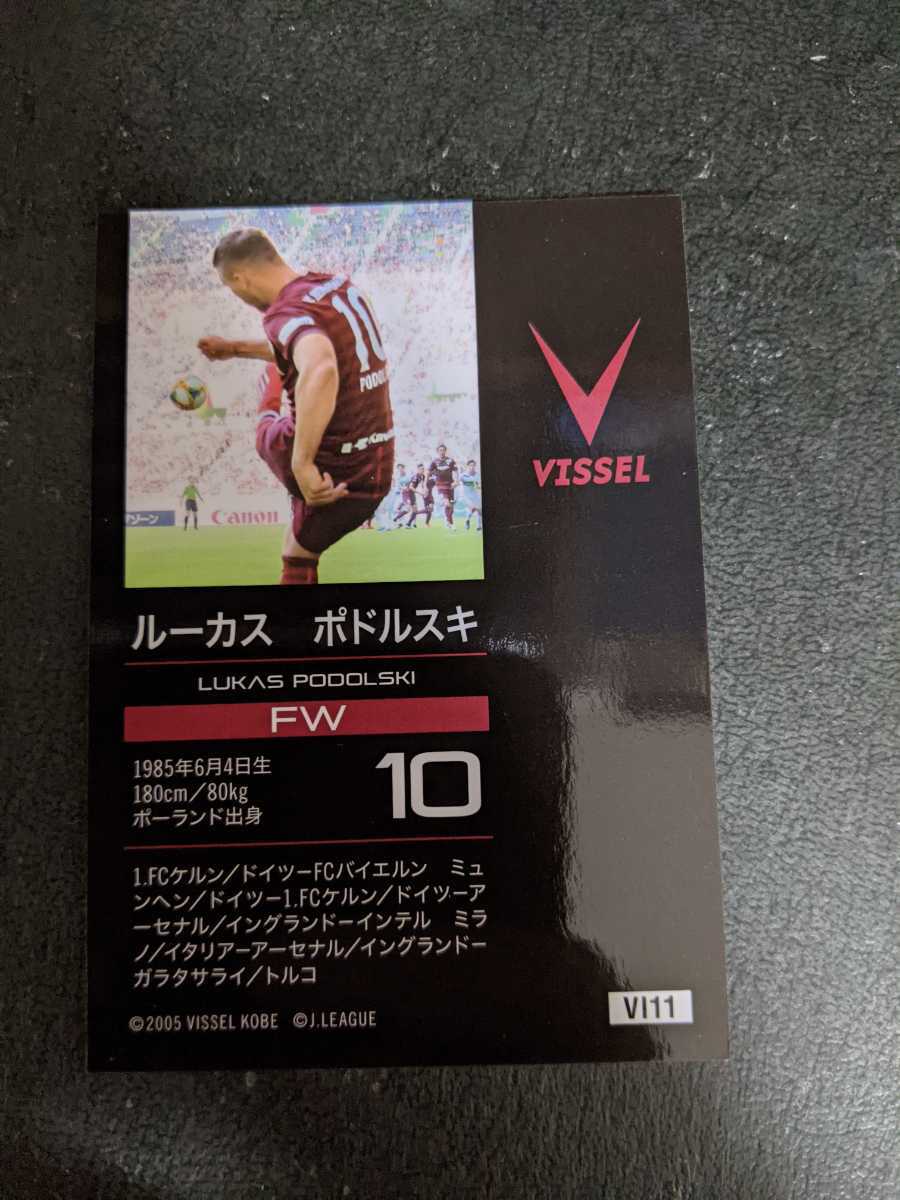 10
PODOL
ゾーン
Canon
VISSEL
ルーカス ポドルスキ
LUKAS PODOLSKI
FW
1985年6月4日生
180cm/80kg
ポーランド出身
10
1.FCケルン/ドイツーFCバイエルン ミュ
ンヘン/ドイツー1.FCケルン/ドイツーア
ーセナル/イングランドーインテル ミラ
ノ/イタリアーアーセナル/イングランドー
ガラタサライ/トルコ
©2005 VISSEL KOBE ©J.LEAGUE
VI11